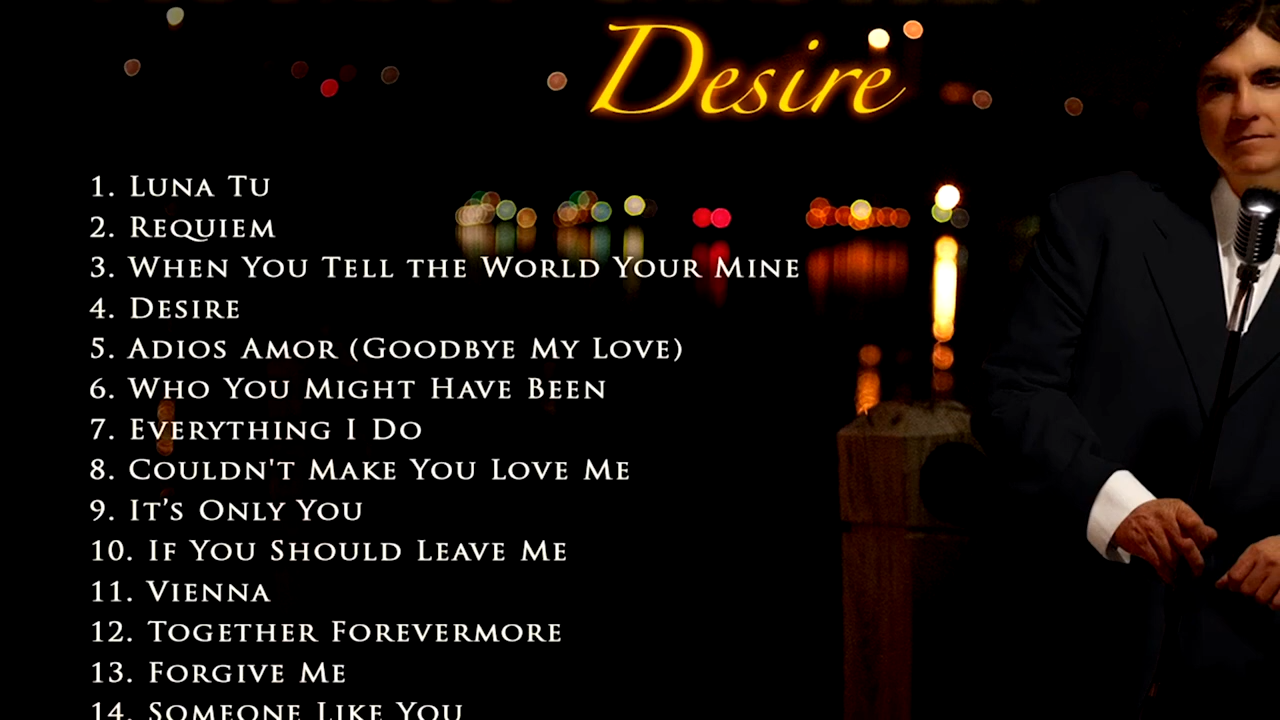 Desire
1. Luna Tu
2. Requiem
3. When You Tell the World Your Mine
4. Desire
5. Adios Amor (Goodbye My Love)
6. Who You Might Have Been
7. Everything I Do
8. Couldn't Make You Love Me
9. It’s Only You
10. If You Should Leave Me
11. Vienna
12. Together Forevermore
13. Forgive Me
14. Someone Like You